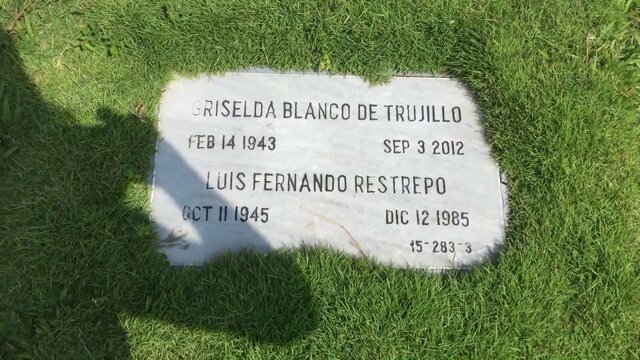 GRISELDA BLANCO DE TRUJILLO
FEB 14 1943 SEP 3 2012
LUIS FERNANDO RESTREPO
OCT 11 1945 DIC 12 1985
15-283-3